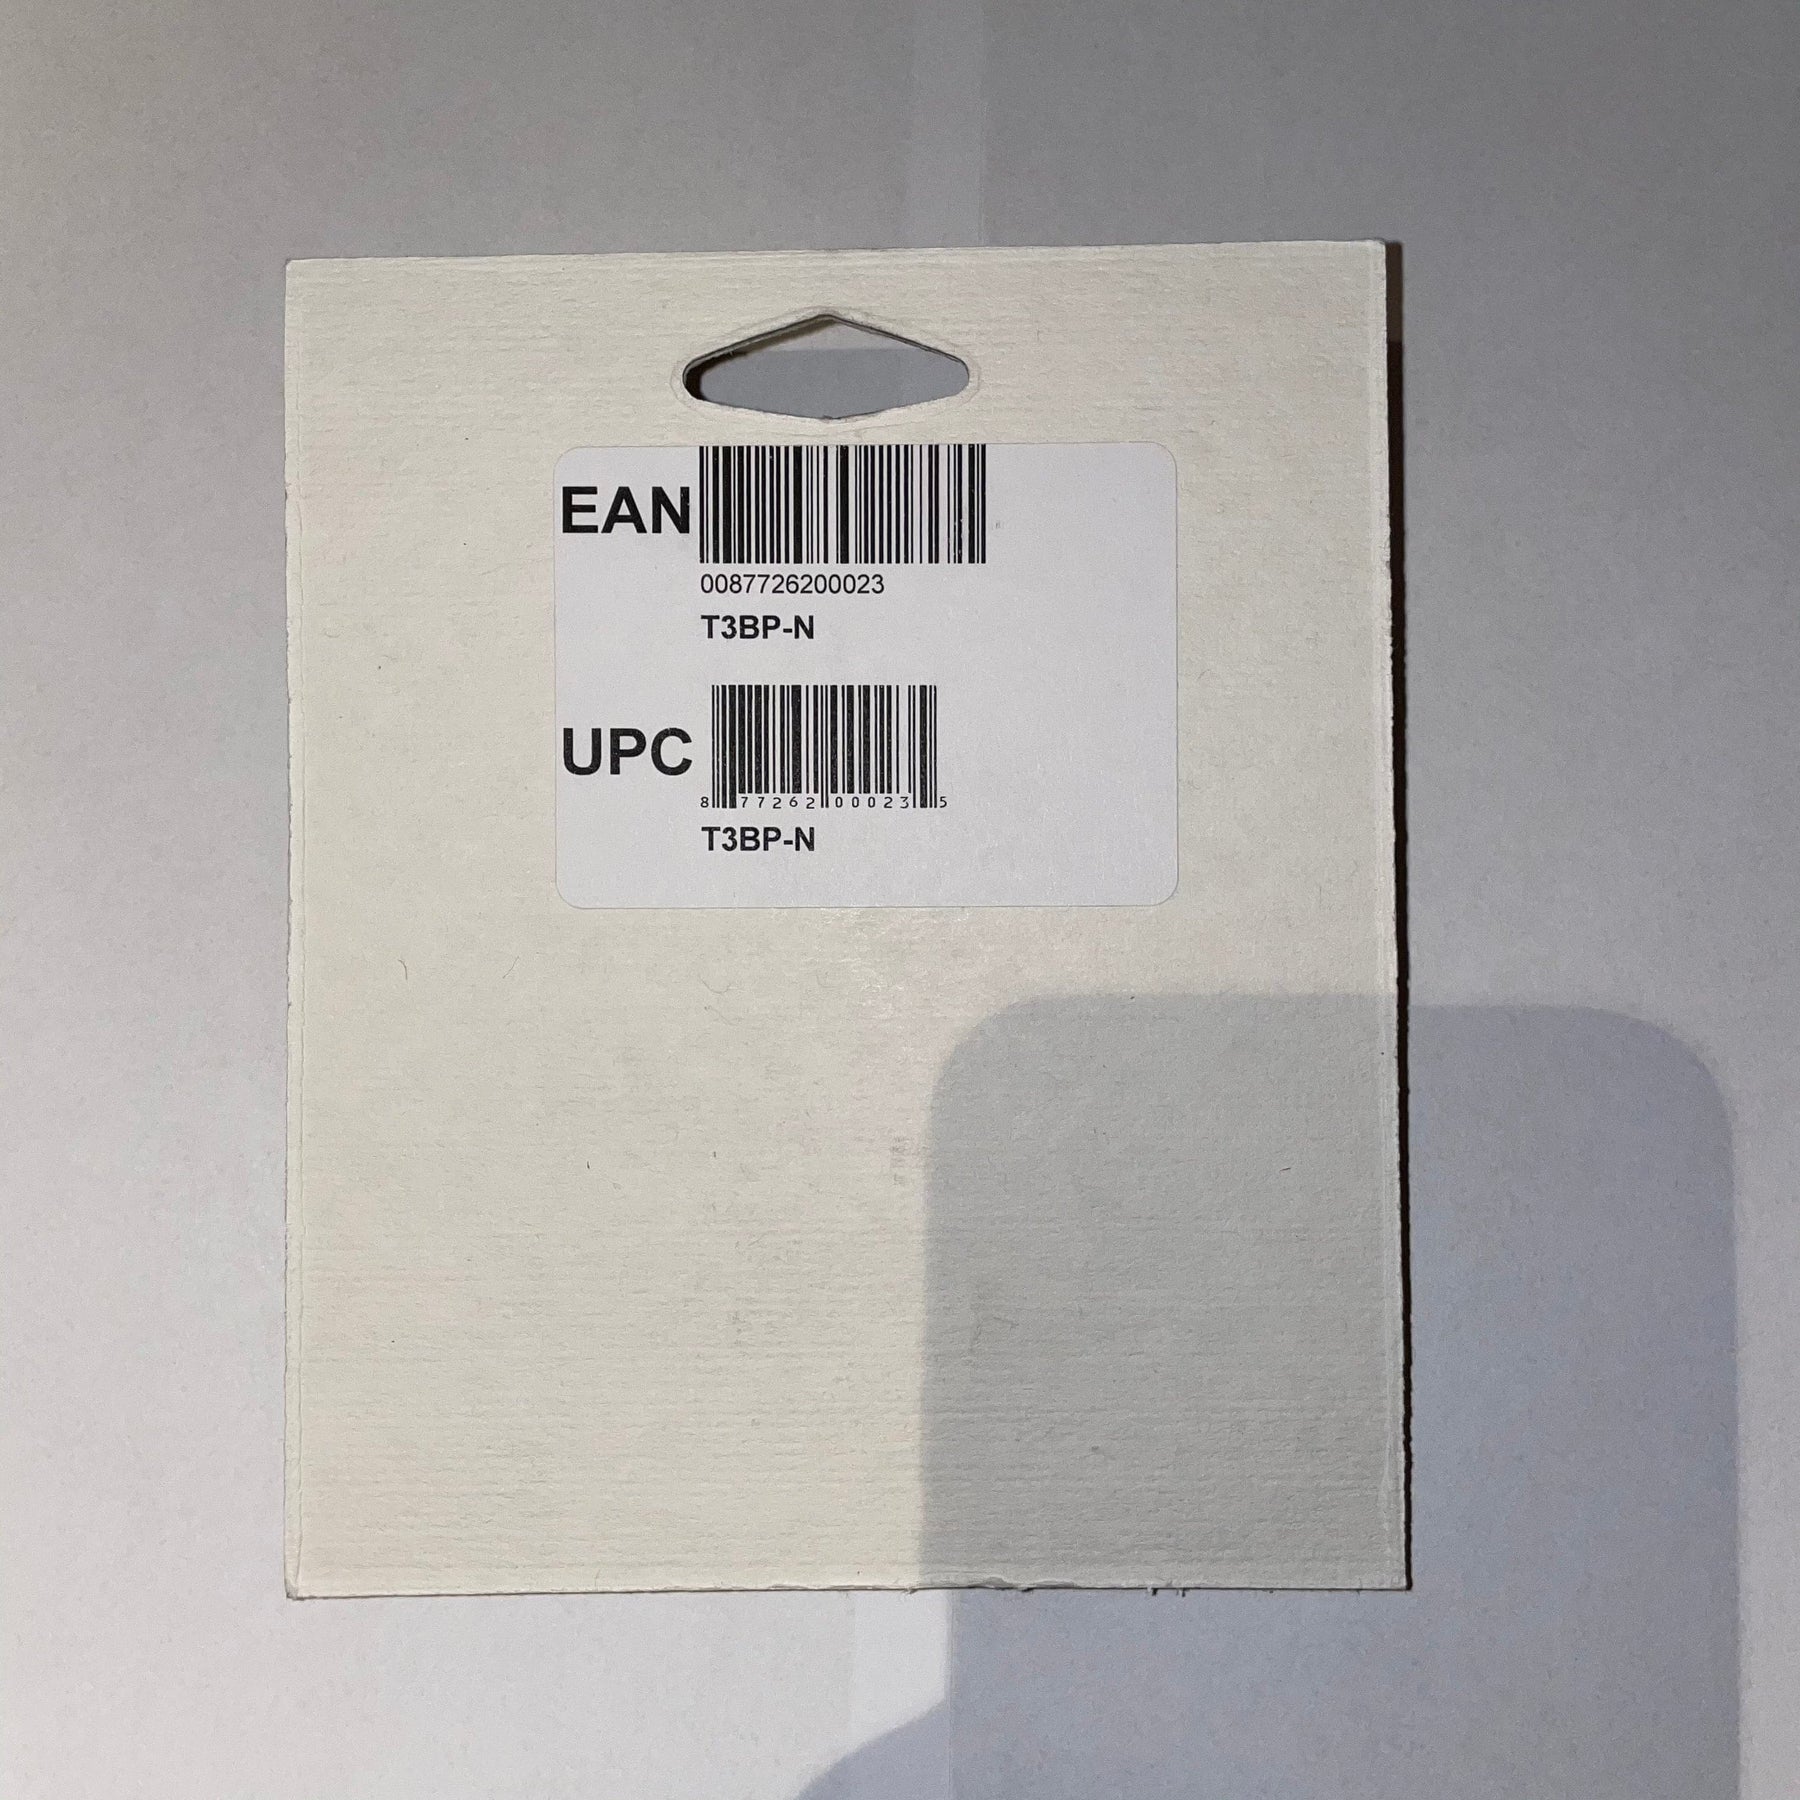 EAN
0087726200023
T3BP-N
UPC
8 77262 00023 5
T3BP-N